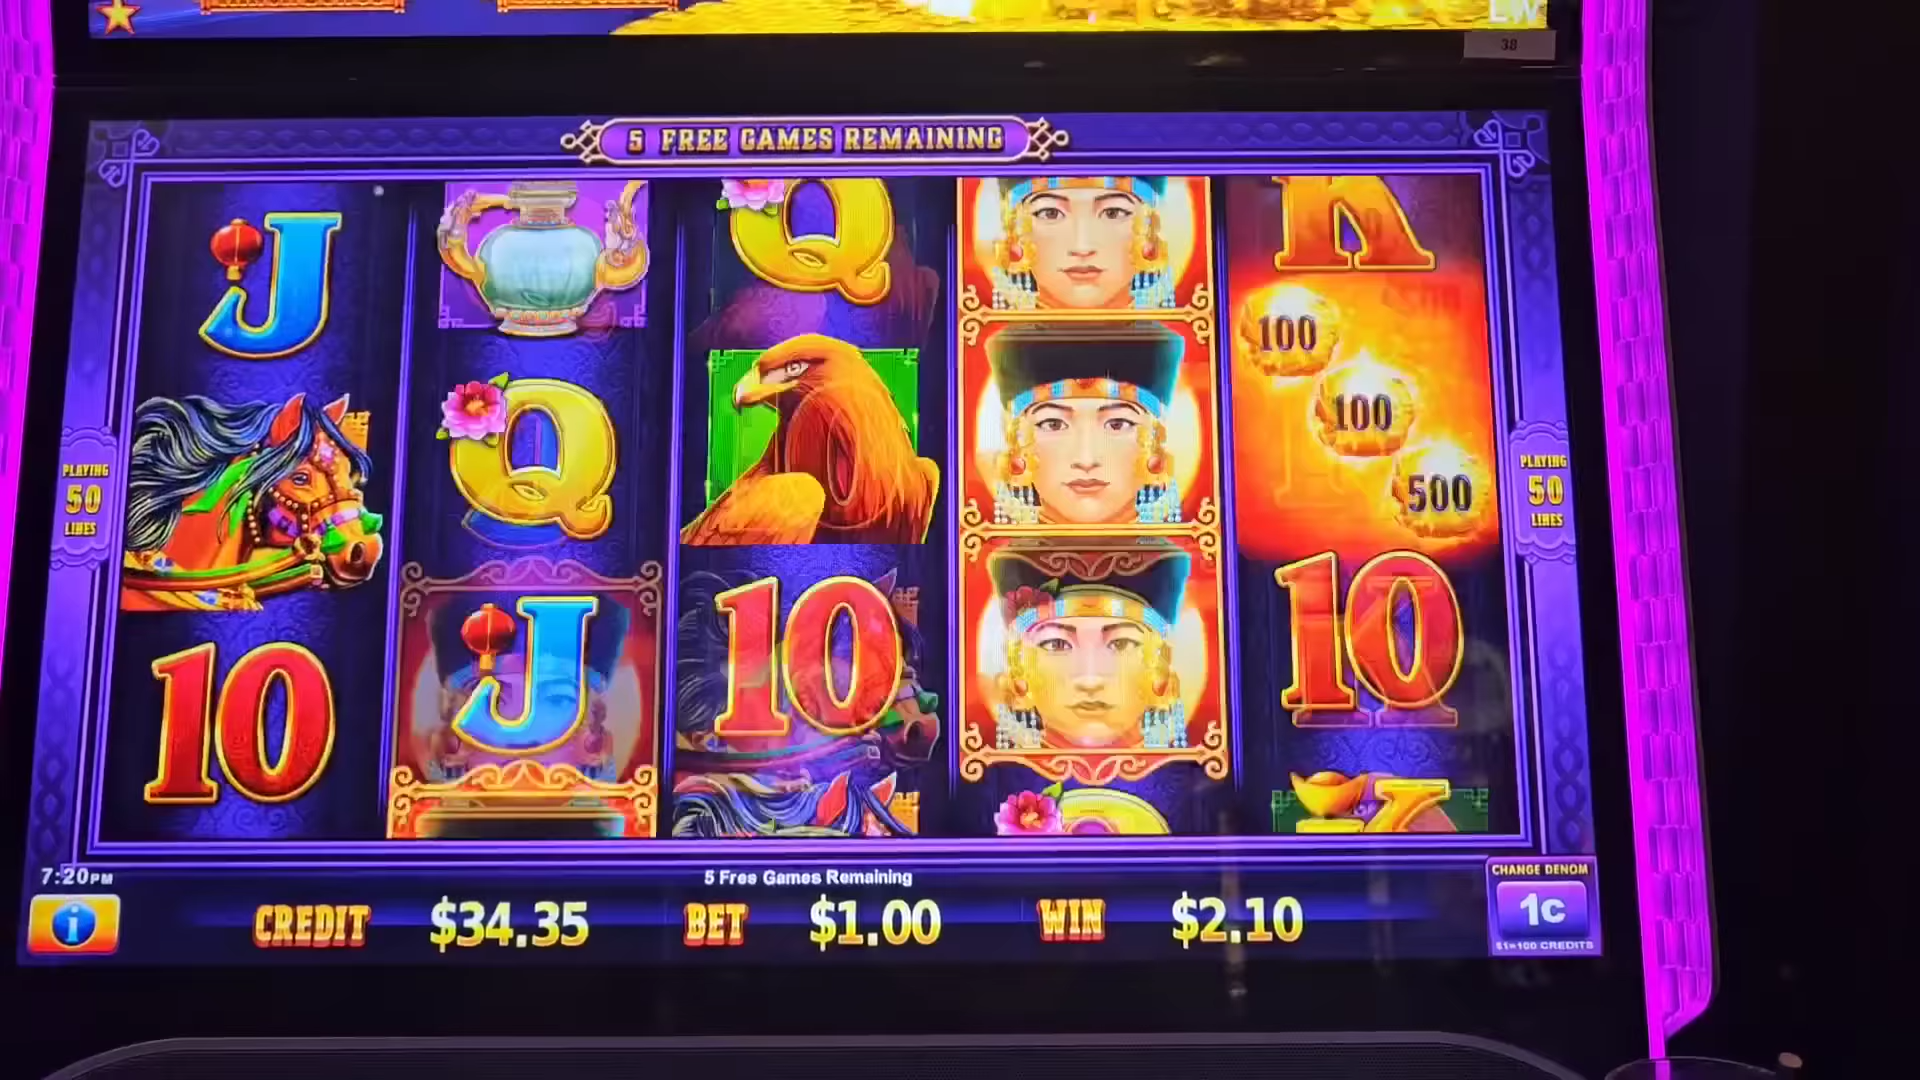 38
5 FREE GAMES REMAINING
J
Q
K
100
100
500
Q
PLAYING
50
LINES
PLAYING
50
LINES
J
10
10
10
7:20PM
5 Free Games Remaining
CHANGE DENOM
CREDIT $34.35 BET $1.00 WIN $2.10
1C
$1=100 CREDITS